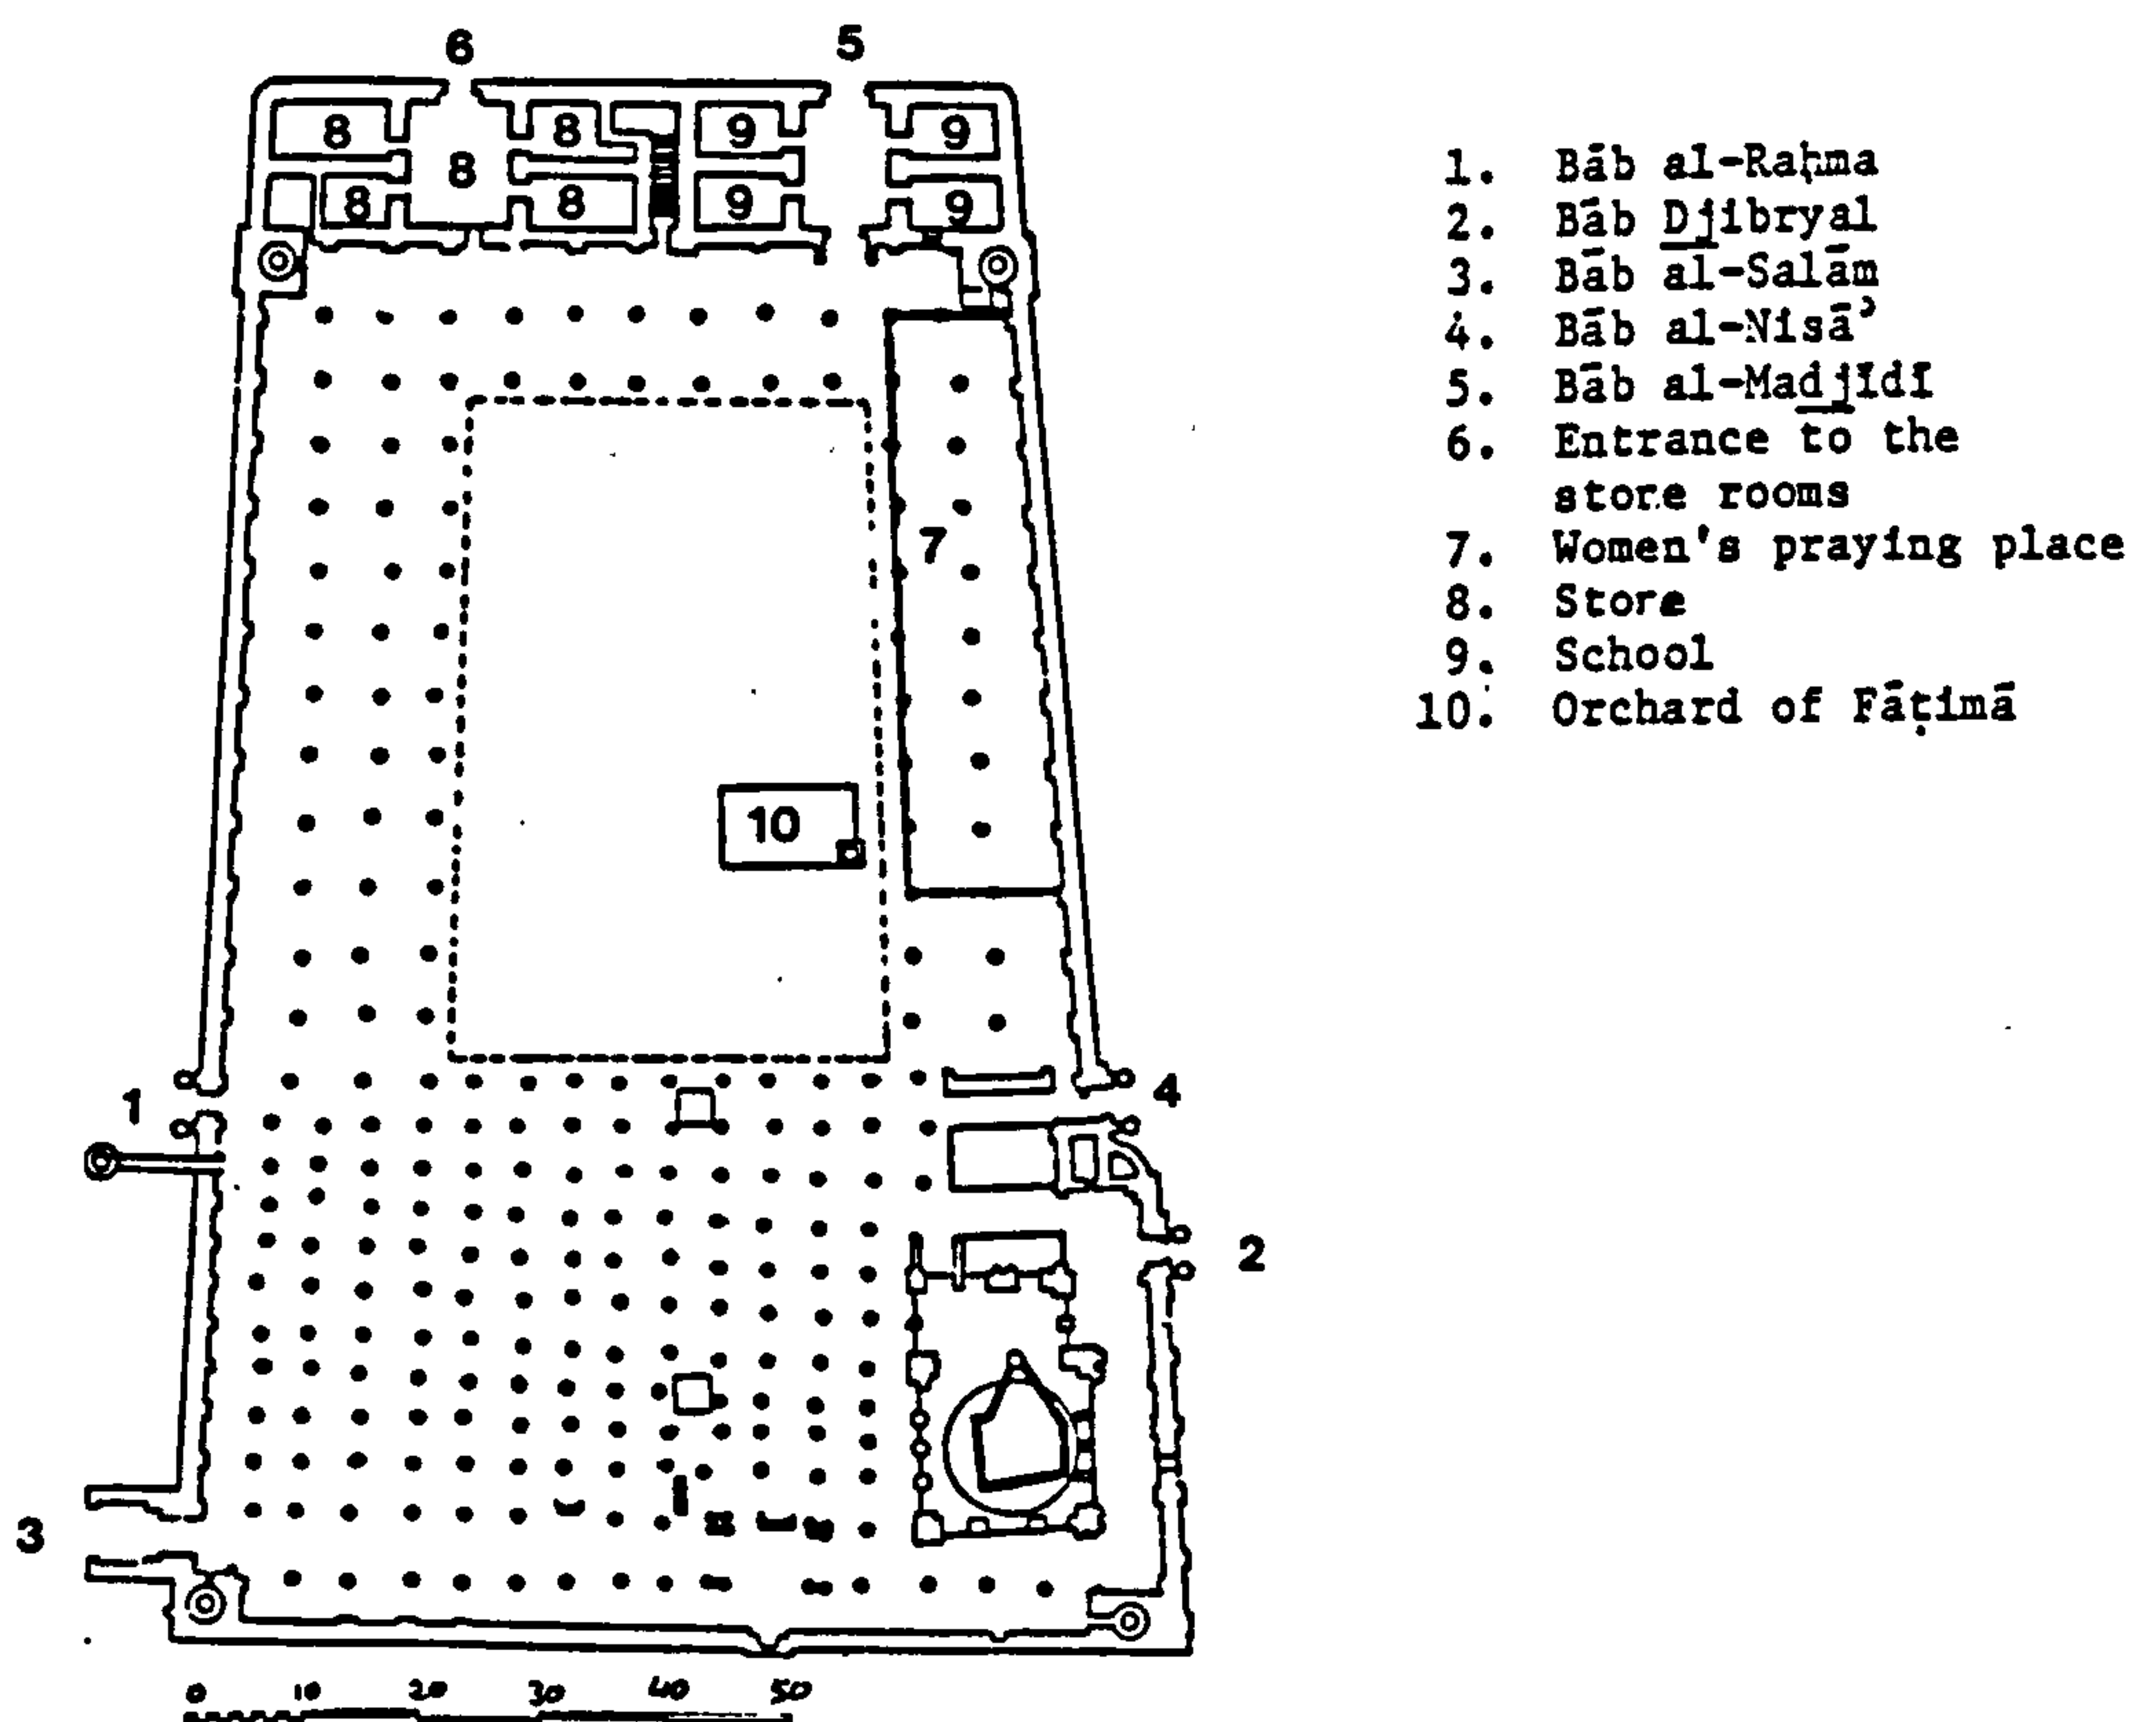 6 5
8 8 9 9
8
8 8 9 9
7
10
1 4
2
3
0 10 20 30 40 50
1. Bāb al-Raḥma
2. Bāb Djibryal
3. Bāb al-Salām
4. Bāb al-Nisāʾ
5. Bāb al-Madjīdī
6. Entrance to the
store rooms
7. Women's praying place
8. Store
9. School
10. Orchard of Fāṭimā